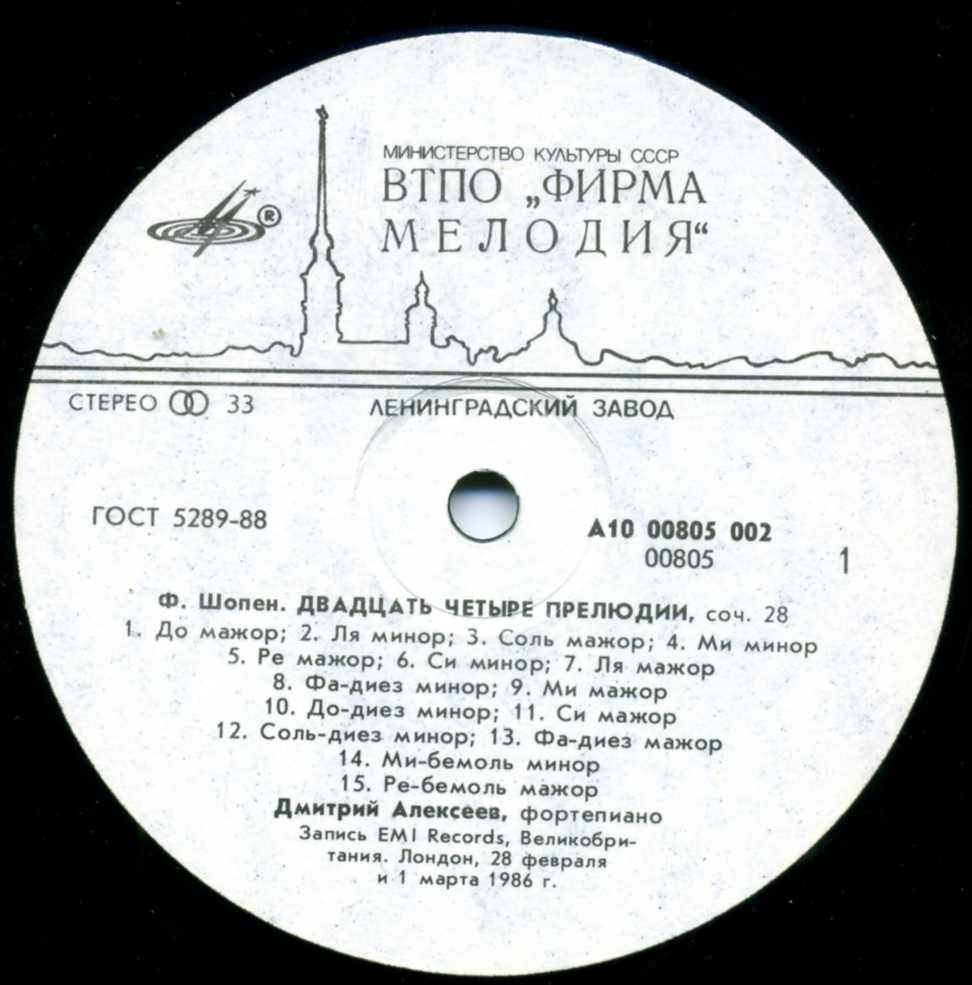 МИНИСТЕРСТВО КУЛЬТУРЫ СССР
ВТПО „ФИРМА
МЕЛОДИЯ“
®
СТЕРЕО 33
ЛЕНИНГРАДСКИЙ ЗАВОД
ГОСТ 5289-88
А10 00805 002
00805
1
Ф. Шопен. ДВАДЦАТЬ ЧЕТЫРЕ ПРЕЛЮДИИ, соч. 28
1. До мажор; 2. Ля минор; 3. Соль мажор; 4. Ми минор
5. Ре мажор; 6. Си минор; 7. Ля мажор
8. Фа-диез минор; 9. Ми мажор
10. До-диез минор; 11. Си мажор
12. Соль-диез минор; 13. Фа-диез мажор
14. Ми-бемоль минор
15. Ре-бемоль мажор
Дмитрий Алексеев, фортепиано
Запись EMI Records, Великобри-
тания. Лондон, 28 февраля
и 1 марта 1986 г.